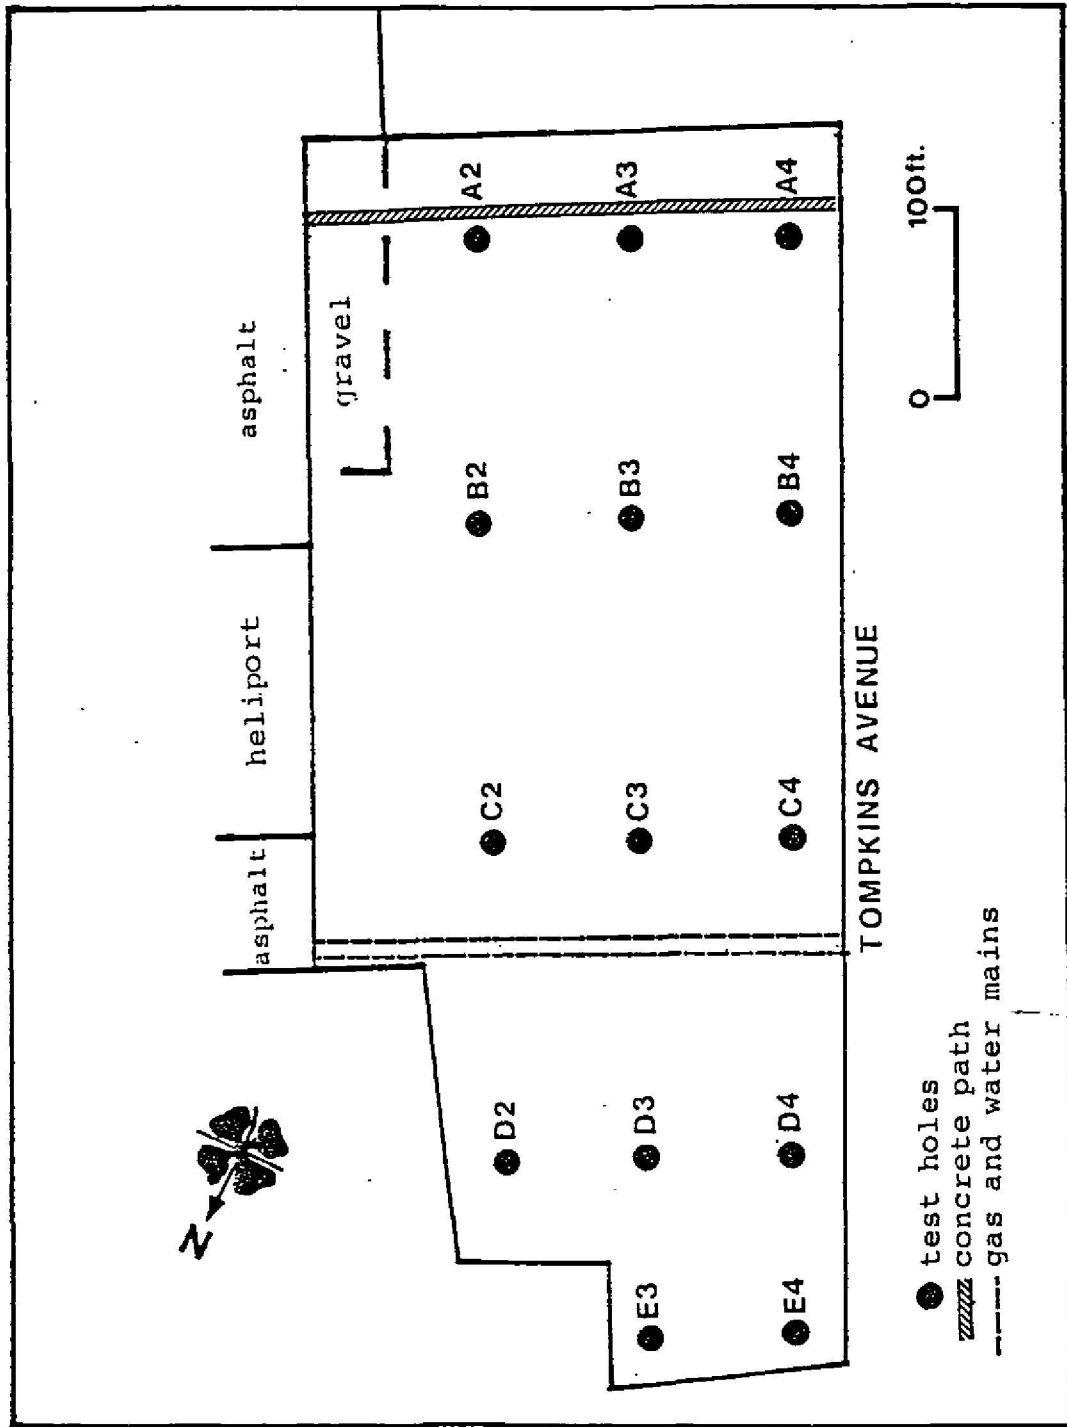 asphalt
heliport
asphalt
gravel
N
D2
C2
B2
A2
E3
D3
C3
B3
A3
E4
D4
C4
B4
A4
TOMPKINS AVENUE
0
100ft.
test holes
concrete path
gas and water mains